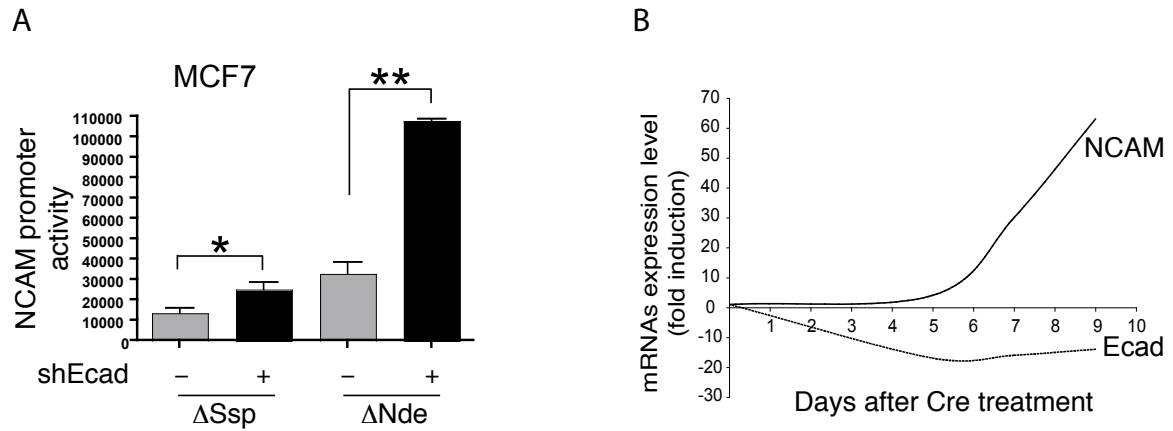 A
MCF7
**
*
NCAM promoter
activity
110000
100000
90000
80000
70000
60000
50000
40000
30000
20000
10000
0
shEcad
– + – +
ΔSsp ΔNde
B
mRNAs expression level
(fold induction)
70
60
50
40
30
20
10
0
-10
-20
-30
1 2 3 4 5 6 7 8 9 10
NCAM
Ecad
Days after Cre treatment